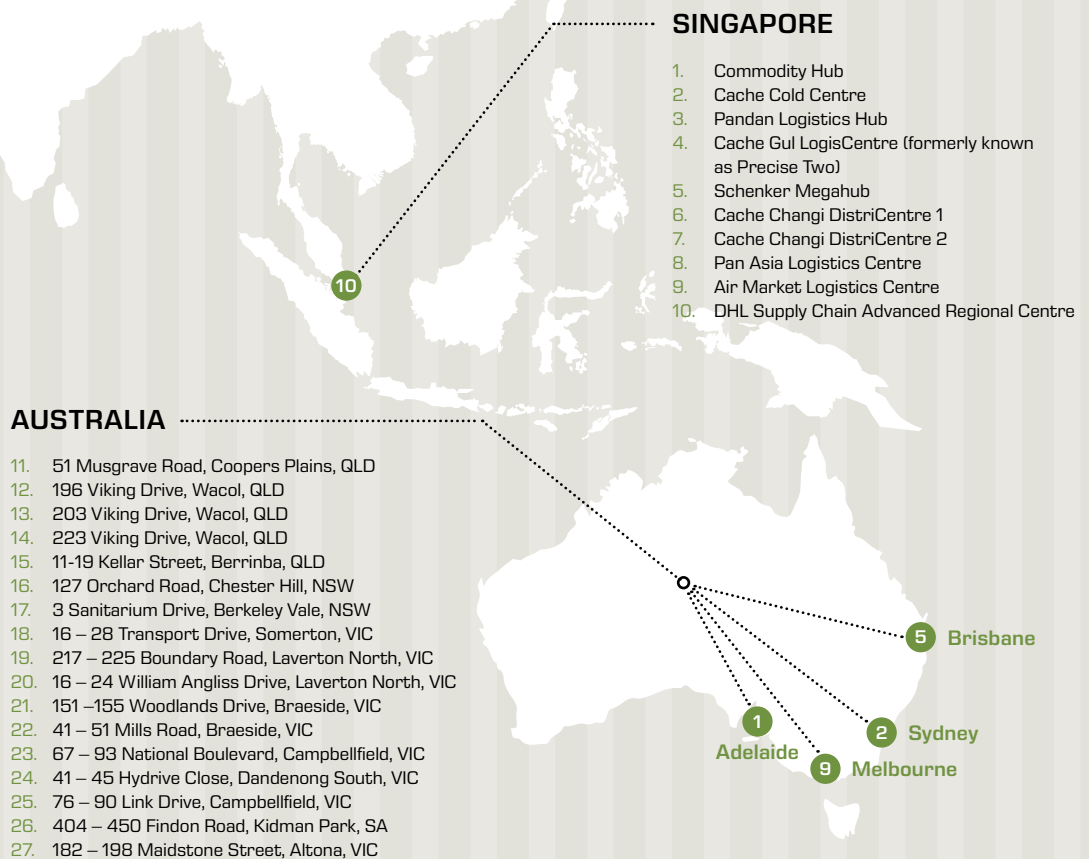 SINGAPORE
1. Commodity Hub
2. Cache Cold Centre
3. Pandan Logistics Hub
4. Cache Gul LogisCentre (formerly known
as Precise Two)
5. Schenker Megahub
6. Cache Changi DistriCentre 1
7. Cache Changi DistriCentre 2
8. Pan Asia Logistics Centre
9. Air Market Logistics Centre
10. DHL Supply Chain Advanced Regional Centre
10
AUSTRALIA
11. 51 Musgrave Road, Coopers Plains, QLD
12. 196 Viking Drive, Wacol, QLD
13. 203 Viking Drive, Wacol, QLD
14. 223 Viking Drive, Wacol, QLD
15. 11-19 Kellar Street, Berrinba, QLD
16. 127 Orchard Road, Chester Hill, NSW
17. 3 Sanitarium Drive, Berkeley Vale, NSW
18. 16 – 28 Transport Drive, Somerton, VIC
19. 217 – 225 Boundary Road, Laverton North, VIC
20. 16 – 24 William Angliss Drive, Laverton North, VIC
21. 151 –155 Woodlands Drive, Braeside, VIC
22. 41 – 51 Mills Road, Braeside, VIC
23. 67 – 93 National Boulevard, Campbellfield, VIC
24. 41 – 45 Hydrive Close, Dandenong South, VIC
25. 76 – 90 Link Drive, Campbellfield, VIC
26. 404 – 450 Findon Road, Kidman Park, SA
27. 182 – 198 Maidstone Street, Altona, VIC
5 Brisbane
1
Adelaide
2 Sydney
9 Melbourne